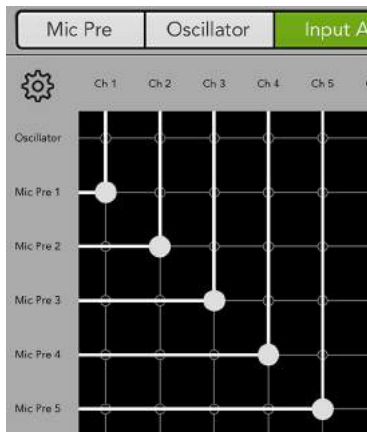 Mic Pre Oscillator Input A
Ch 1 Ch 2 Ch 3 Ch 4 Ch 5
Oscillator
Mic Pre 1
Mic Pre 2
Mic Pre 3
Mic Pre 4
Mic Pre 5